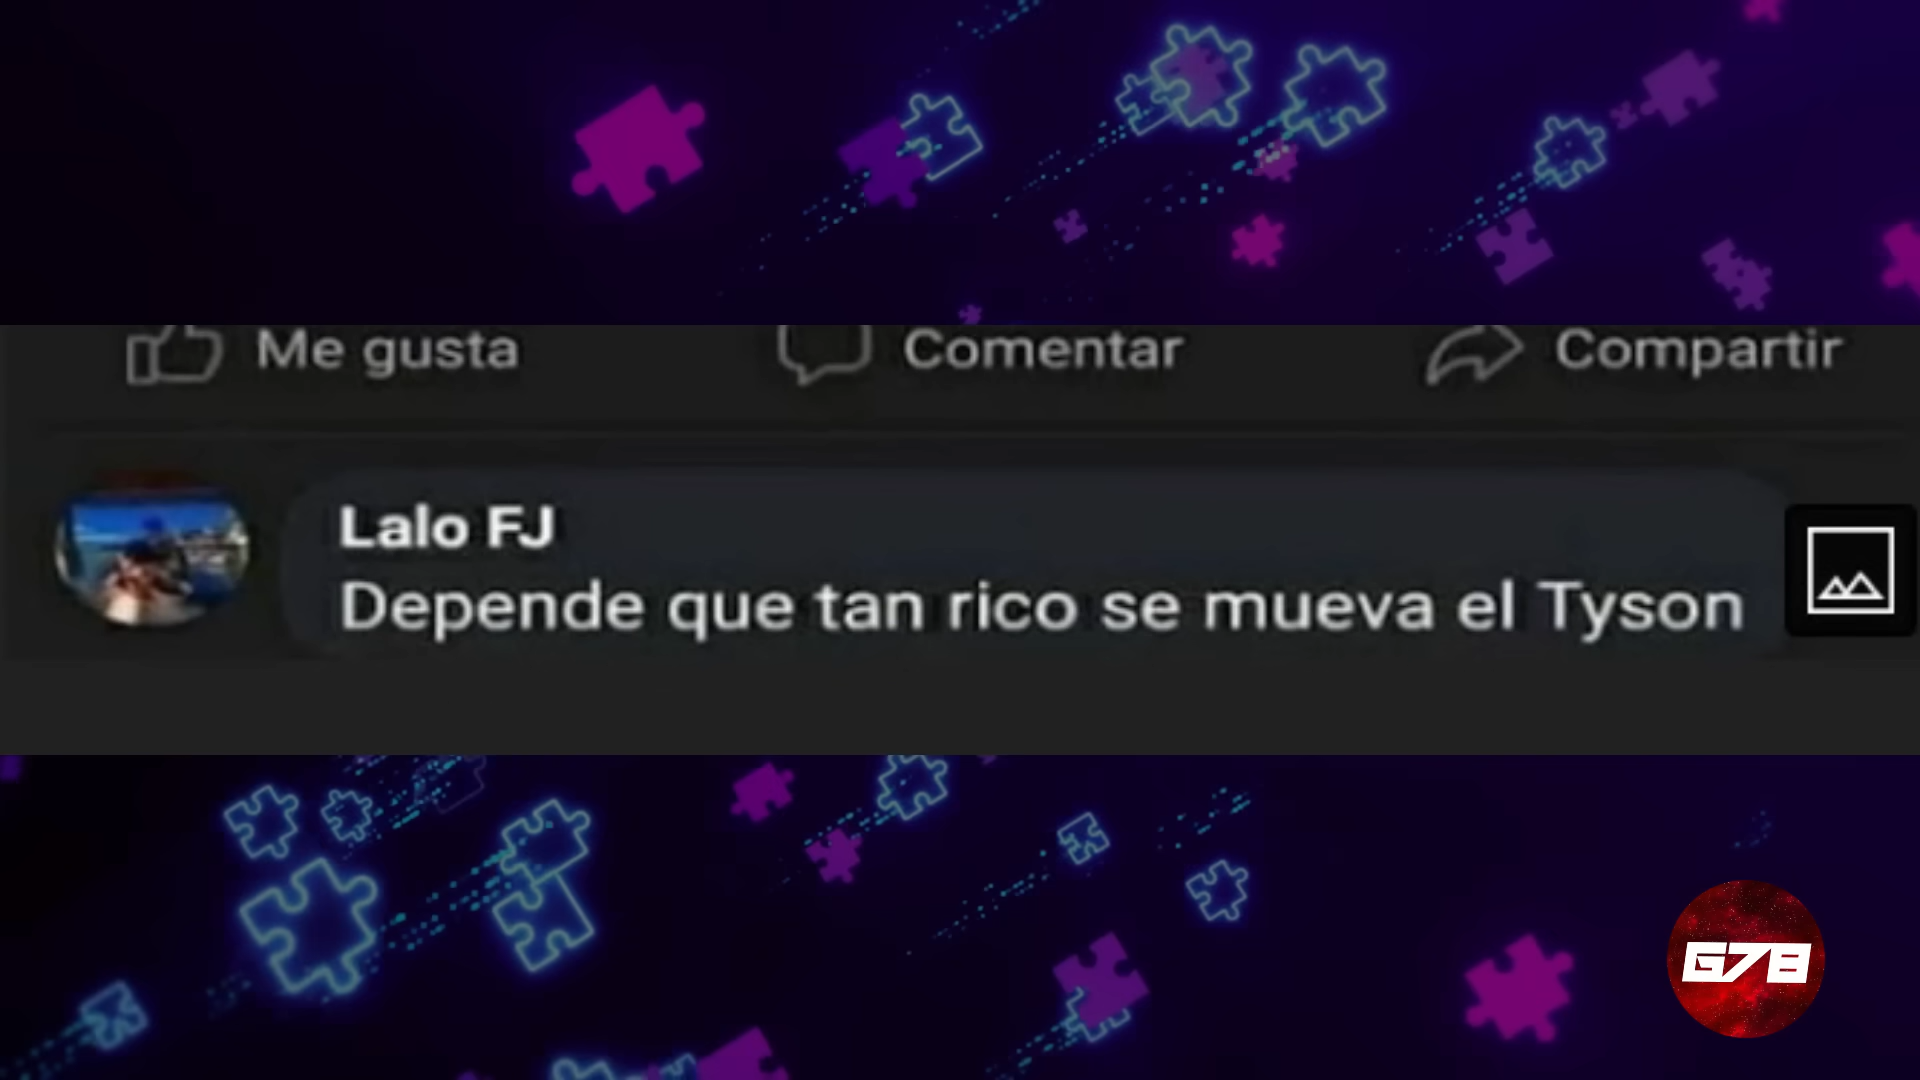 Me gusta Comentar Compartir
Lalo FJ
Depende que tan rico se mueva el Tyson
G78